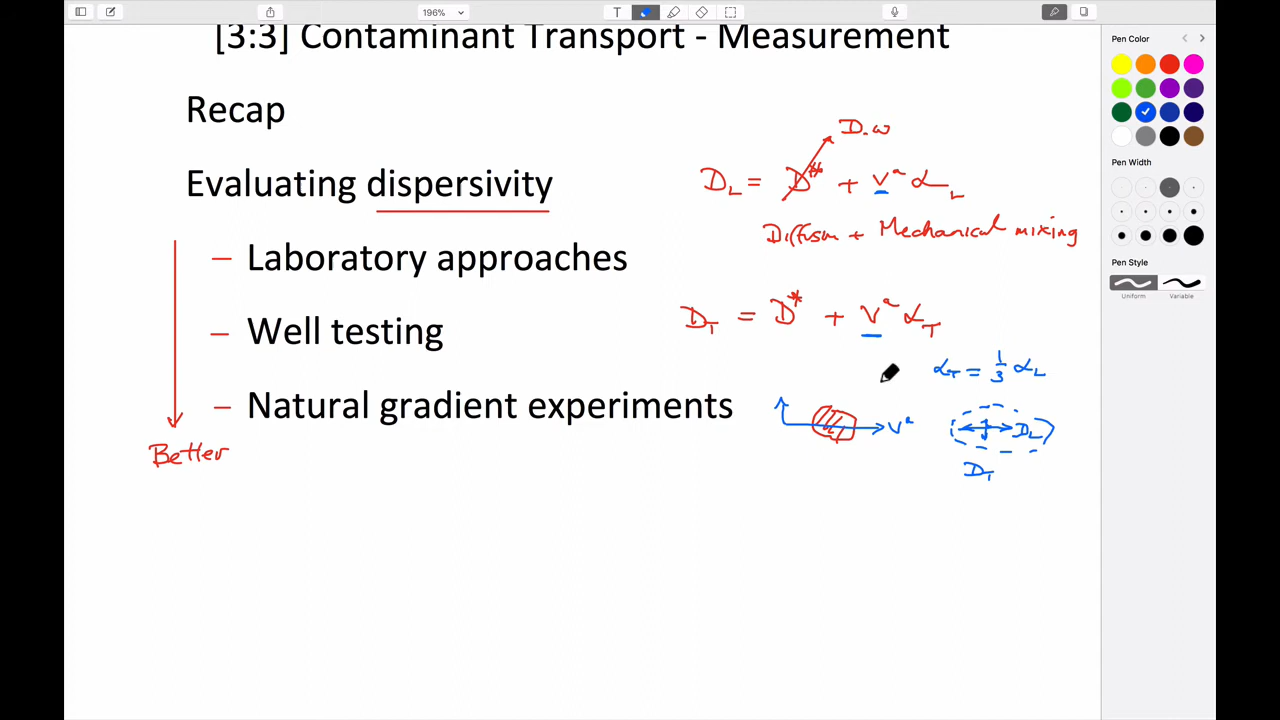 196%
T
[3:3] Contaminant Transport - Measurement
Recap
Evaluating dispersivity
– Laboratory approaches
– Well testing
– Natural gradient experiments
Better
D.ω
D_L = D* + v^a α_L
Diffusion + Mechanical mixing
D_T = D* + v^a α_T
α_T = 1/3 α_L
v^a
D_L
D_T
Pen Color
Pen Width
Pen Style
Uniform
Variable